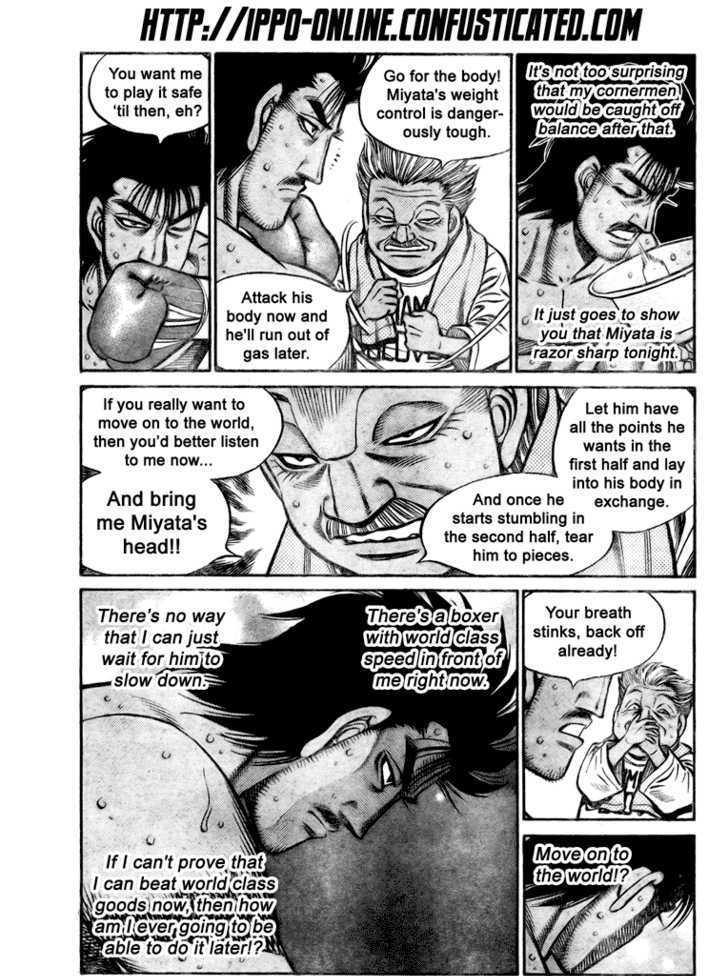 HTTP://IPPO-ONLINE.CONFUSTICATED.COM
It's not too surprising
that my cornermen
would be caught off
balance after that.
It just goes to show
you that Miyata is
razor sharp tonight.
Go for the body!
Miyata's weight
control is danger-
ously tough.
Attack his
body now and
he'll run out of
gas later.
You want me
to play it safe
'til then, eh?
Let him have
all the points he
wants in the
first half and lay
into his body in
exchange.
And once he
starts stumbling in
the second half, tear
him to pieces.
If you really want to
move on to the world,
then you'd better listen
to me now...
And bring
me Miyata's
head!!
Your breath
stinks, back off
already!
Move on to
the world!?
There's a boxer
with world class
speed in front of
me right now.
There's no way
that I can just
wait for him to
slow down.
If I can't prove that
I can beat world class
goods now, then how
am I ever going to be
able to do it later!?